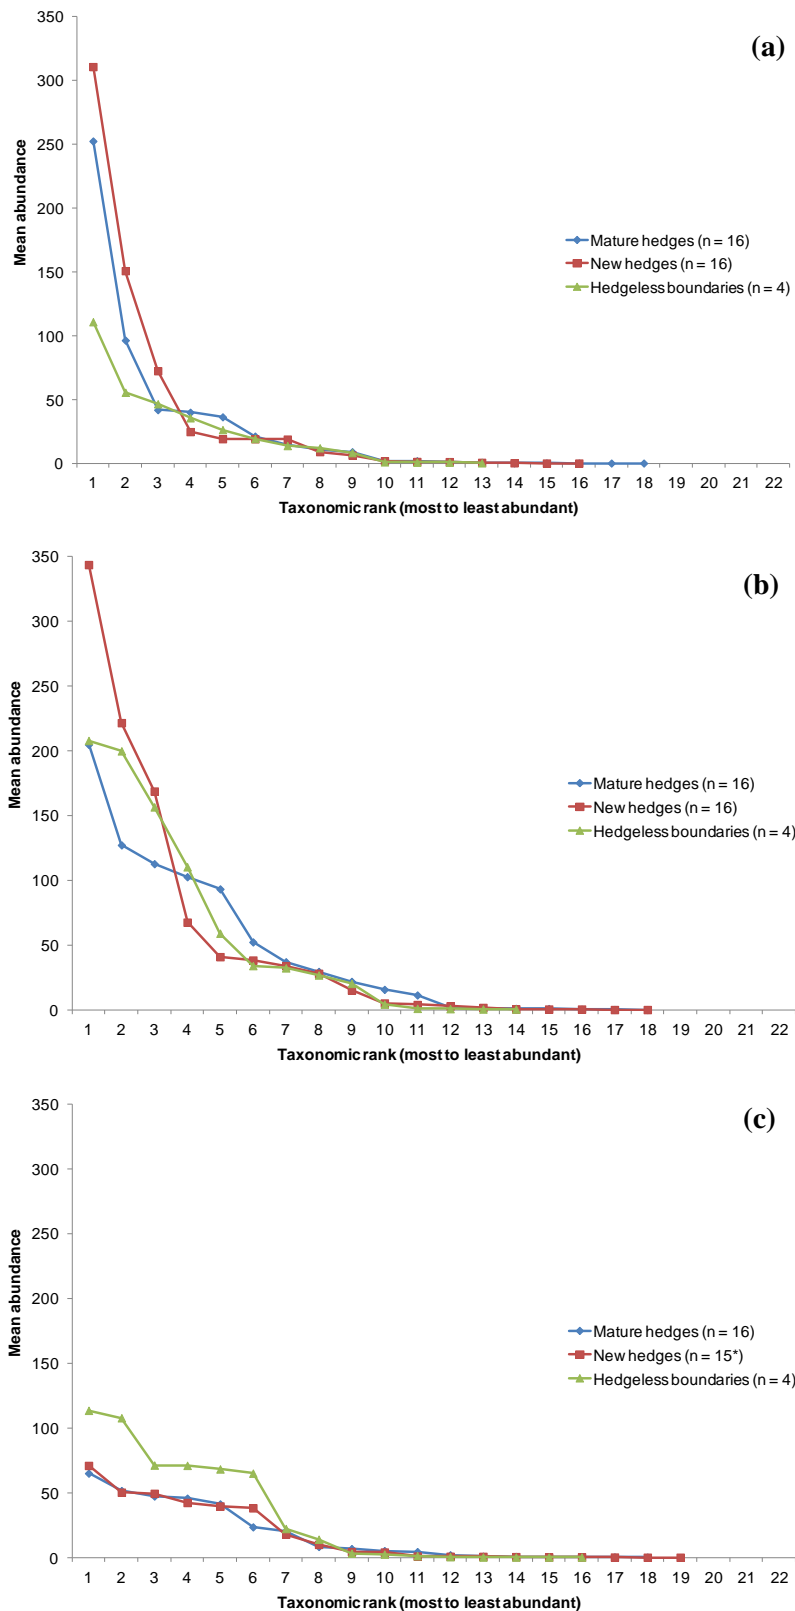 (a)
350
300
250
200
150
100
50
0
Mean abundance
Mature hedges (n = 16)
New hedges (n = 16)
Hedgeless boundaries (n = 4)
1 2 3 4 5 6 7 8 9 10 11 12 13 14 15 16 17 18 19 20 21 22
Taxonomic rank (most to least abundant)
(b)
350
300
250
200
150
100
50
0
Mean abundance
Mature hedges (n = 16)
New hedges (n = 16)
Hedgeless boundaries (n = 4)
1 2 3 4 5 6 7 8 9 10 11 12 13 14 15 16 17 18 19 20 21 22
Taxonomic rank (most to least abundant)
(c)
350
300
250
200
150
100
50
0
Mean abundance
Mature hedges (n = 16)
New hedges (n = 15*)
Hedgeless boundaries (n = 4)
1 2 3 4 5 6 7 8 9 10 11 12 13 14 15 16 17 18 19 20 21 22
Taxonomic rank (most to least abundant)